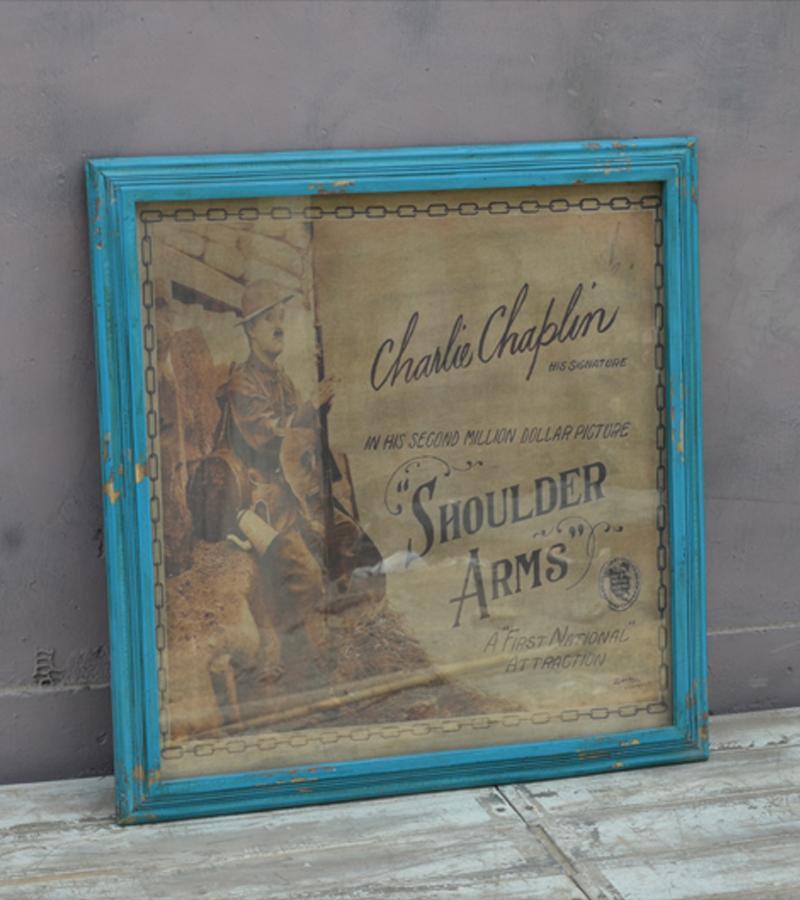 Charlie Chaplin
HIS SIGNATURE
IN HIS SECOND MILLION DOLLAR PICTURE
"SHOULDER
ARMS"
A "FIRST NATIONAL"
ATTRACTION